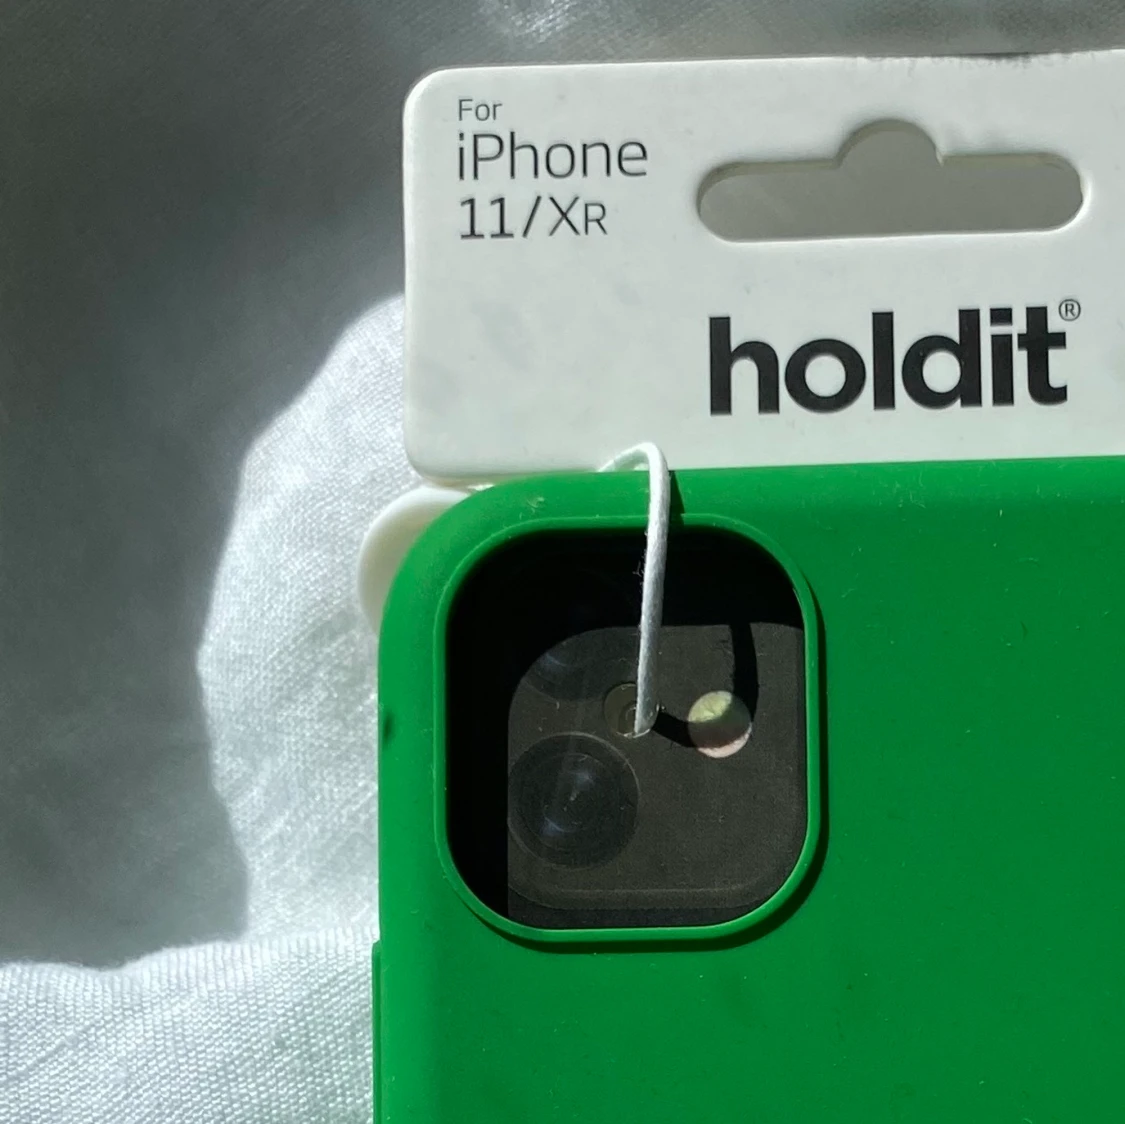 For
iPhone
11/XR
holdit®